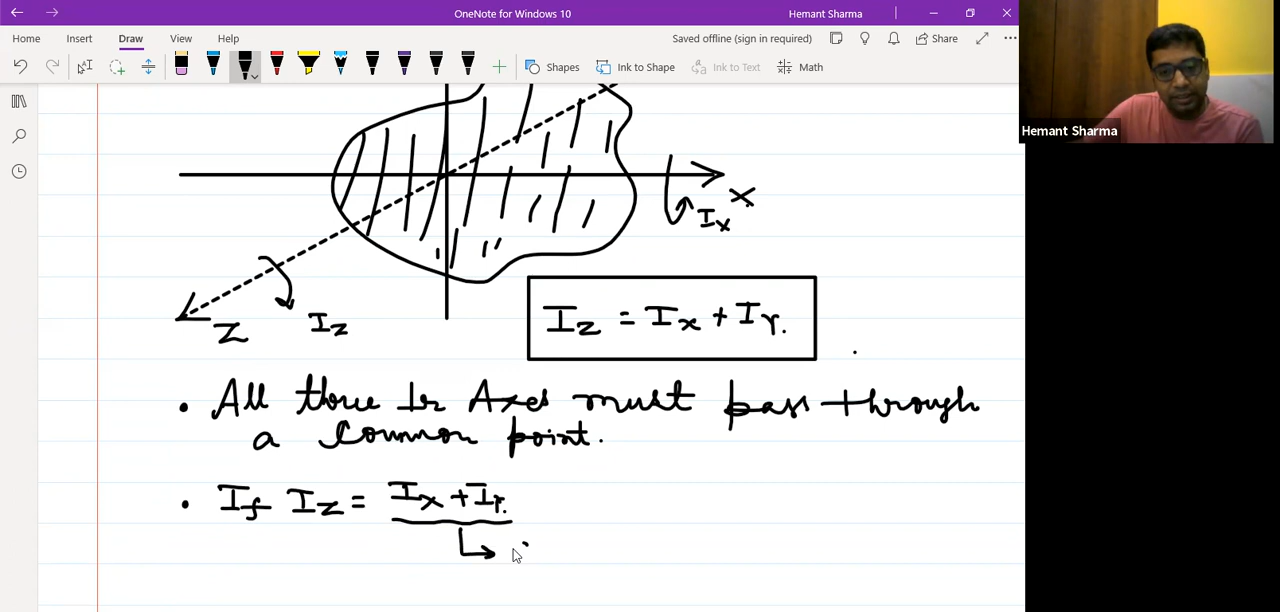 OneNote for Windows 10
Hemant Sharma
Home Insert Draw View Help
Saved offline (sign in required)
Share
Shapes
Ink to Shape
Ink to Text
Math
Hemant Sharma
X
Ix
Z
Iz
Iz = Ix + Iy.
• All three ⊥r Axes must pass through
a common point.
• If Iz = Ix + Iy.